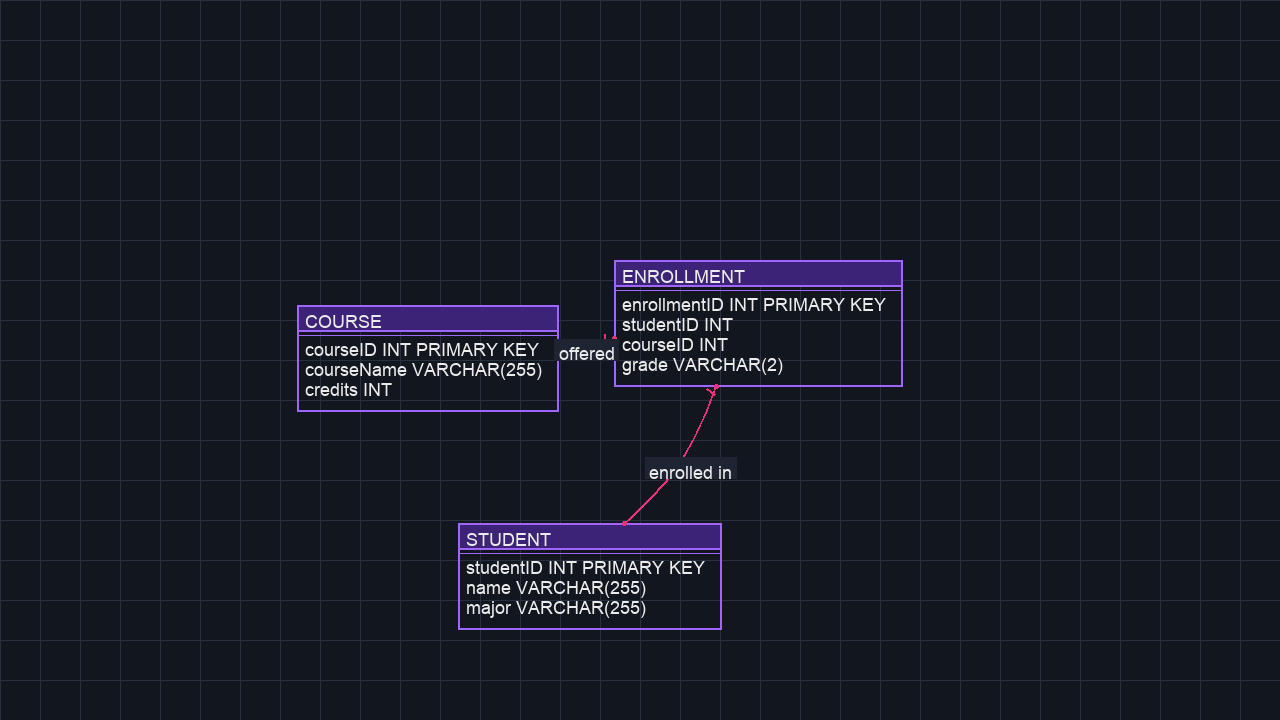 ENROLLMENT
enrollmentID INT PRIMARY KEY
studentID INT
courseID INT
grade VARCHAR(2)
COURSE
courseID INT PRIMARY KEY
courseName VARCHAR(255)
credits INT
offered
enrolled in
STUDENT
studentID INT PRIMARY KEY
name VARCHAR(255)
major VARCHAR(255)